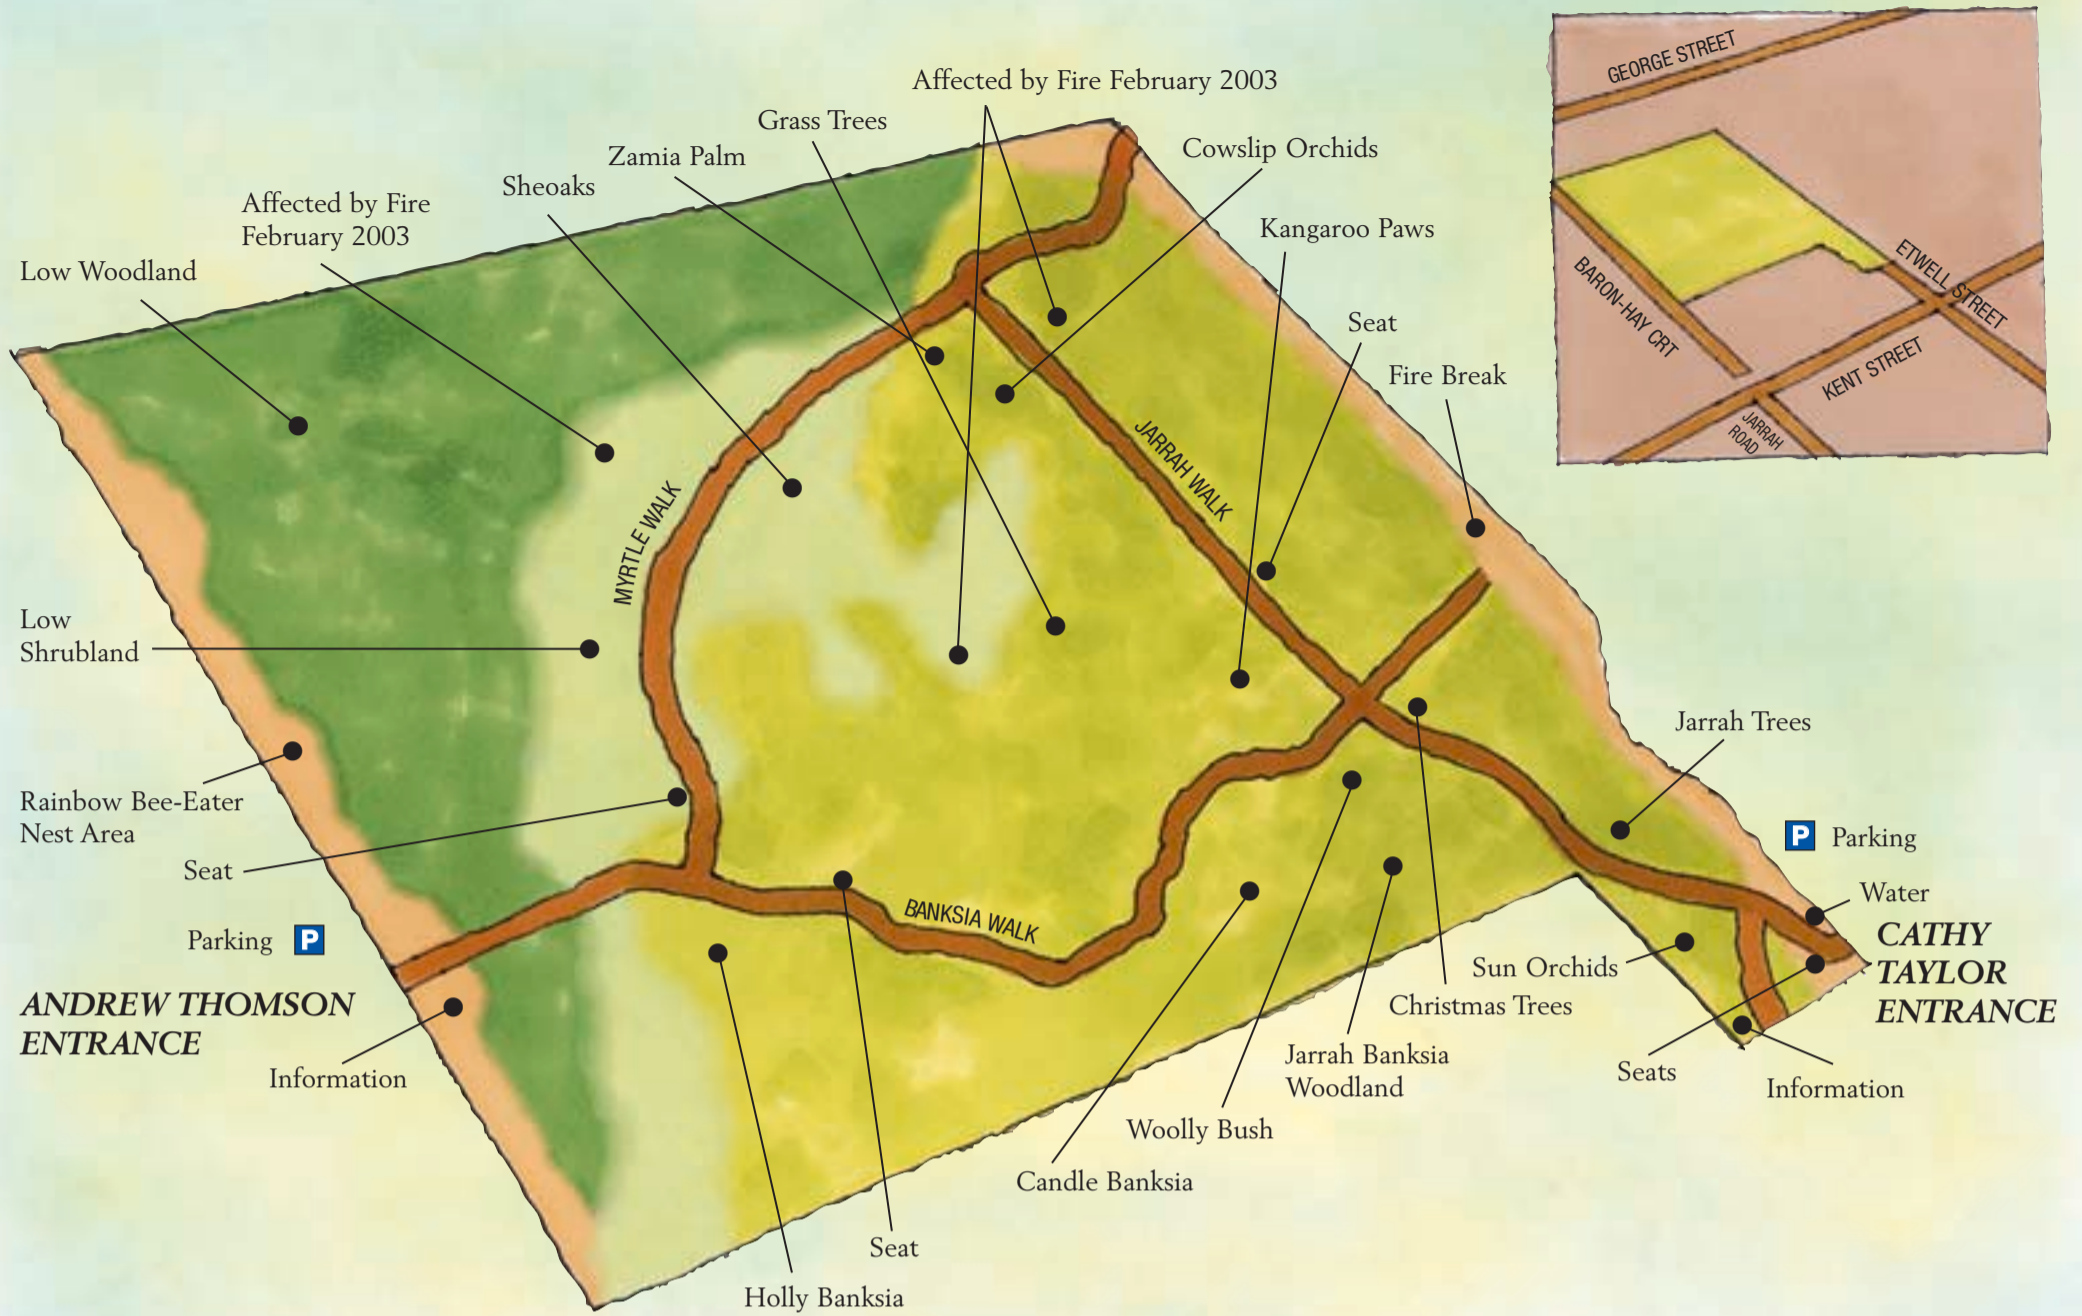 Affected by Fire February 2003
Grass Trees
Zamia Palm
Cowslip Orchids
Sheoaks
Affected by Fire
February 2003
Kangaroo Paws
Low Woodland
Seat
Fire Break
JARRAH WALK
MYRTLE WALK
Low
Shrubland
Jarrah Trees
Rainbow Bee-Eater
Nest Area
P Parking
Seat
Water
BANKSIA WALK
Parking P
CATHY
TAYLOR
ENTRANCE
Sun Orchids
ANDREW THOMSON
ENTRANCE
Christmas Trees
Jarrah Banksia
Woodland
Seats
Information
Information
Woolly Bush
Candle Banksia
Seat
Holly Banksia
GEORGE STREET
ETWELL STREET
BARON-HAY CRT
KENT STREET
JARRAH
ROAD